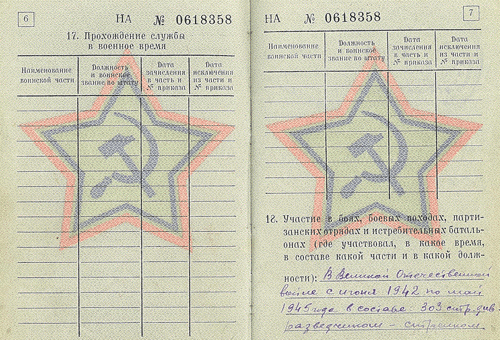 6
НА № 0618358
17. Прохождение службы
в военное время
Наименование воинской части
Должность и воинское звание по штату
Дата зачисления в часть и № приказа
Дата исключения из части и № приказа
НА № 0618358
7
Наименование воинской части
Должность и воинское звание по штату
Дата зачисления в часть и № приказа
Дата исключения из части и № приказа
18. Участие в боях, боевых походах, парти-
занских отрядах и истребительных баталь-
онах (где участвовал, в какое время,
в составе какой части и в какой долж-
ности): В Великой Отечественной
войне с июня 1942 по май
1945 года в составе 303 стр. див.
разведчиком – стрелком.